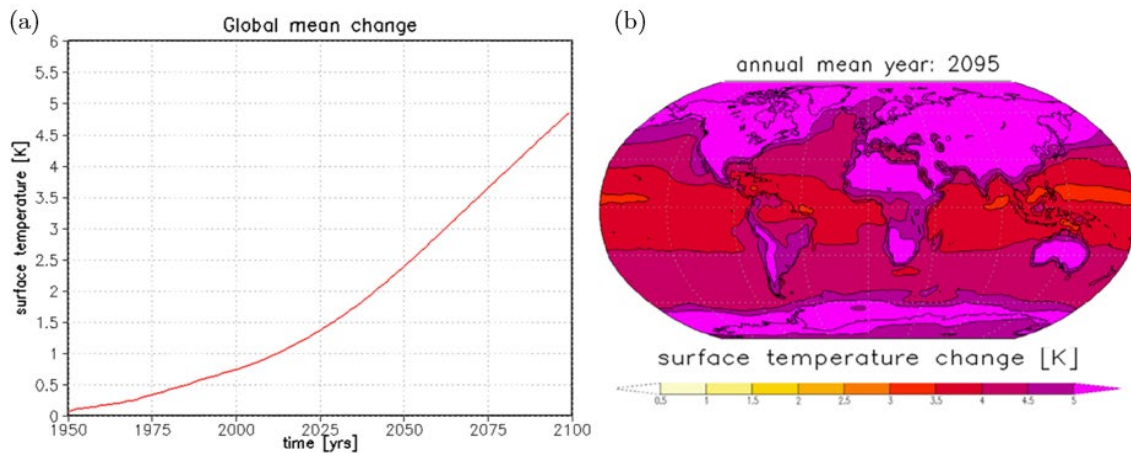 (a)
Global mean change
6
5.5
5
4.5
4
3.5
3
2.5
2
1.5
1
0.5
0
surface temperature [K]
1950 1975 2000 2025 2050 2075 2100
time [yrs]
(b)
annual mean year: 2095
surface temperature change [K]
0.5 1 1.5 2 2.5 3 3.5 4 4.5 5